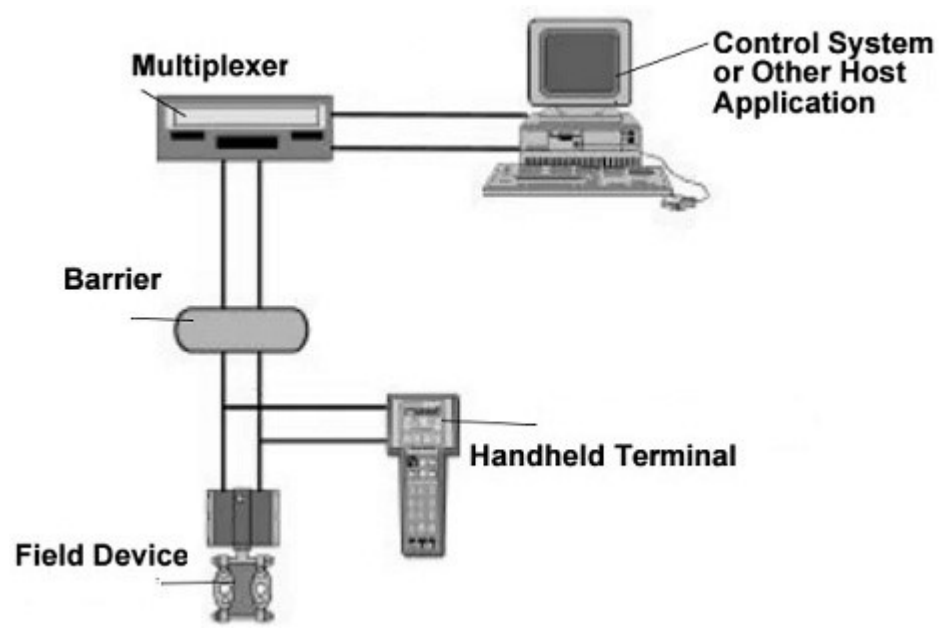 Multiplexer
Control System
or Other Host
Application
Barrier
Handheld Terminal
Field Device